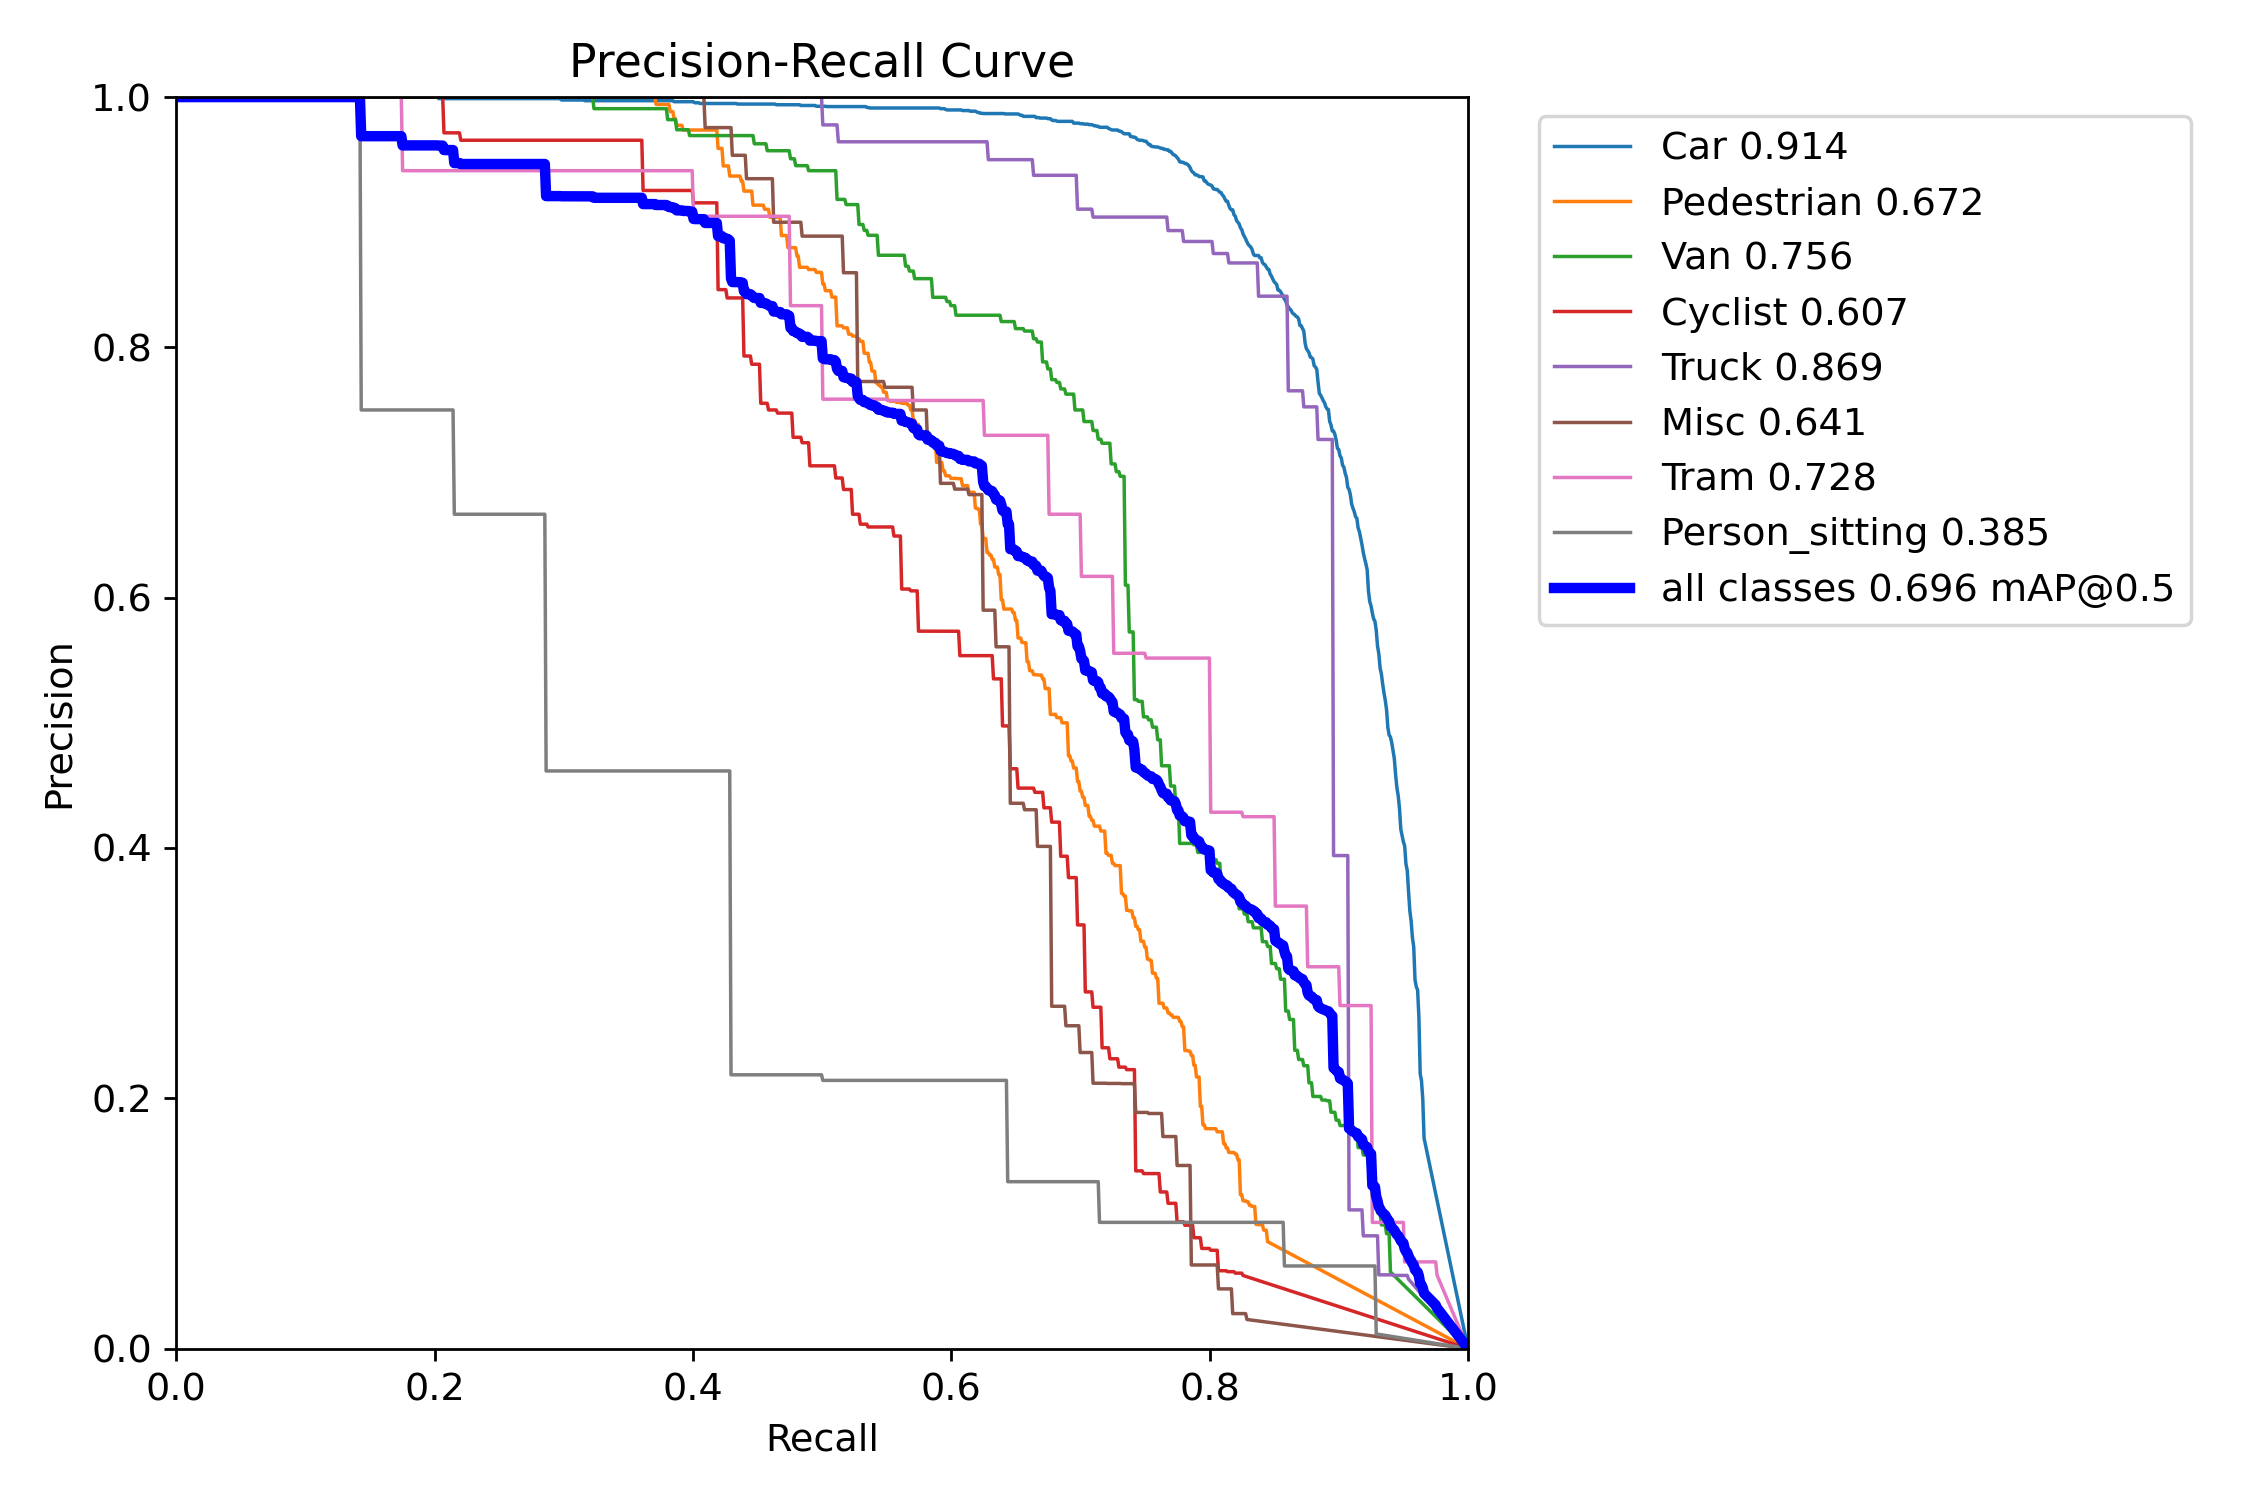 Precision-Recall Curve
1.0
0.8
0.6
0.4
0.2
0.0
Precision
0.0 0.2 0.4 0.6 0.8 1.0
Recall
Car 0.914
Pedestrian 0.672
Van 0.756
Cyclist 0.607
Truck 0.869
Misc 0.641
Tram 0.728
Person_sitting 0.385
all classes 0.696 mAP@0.5